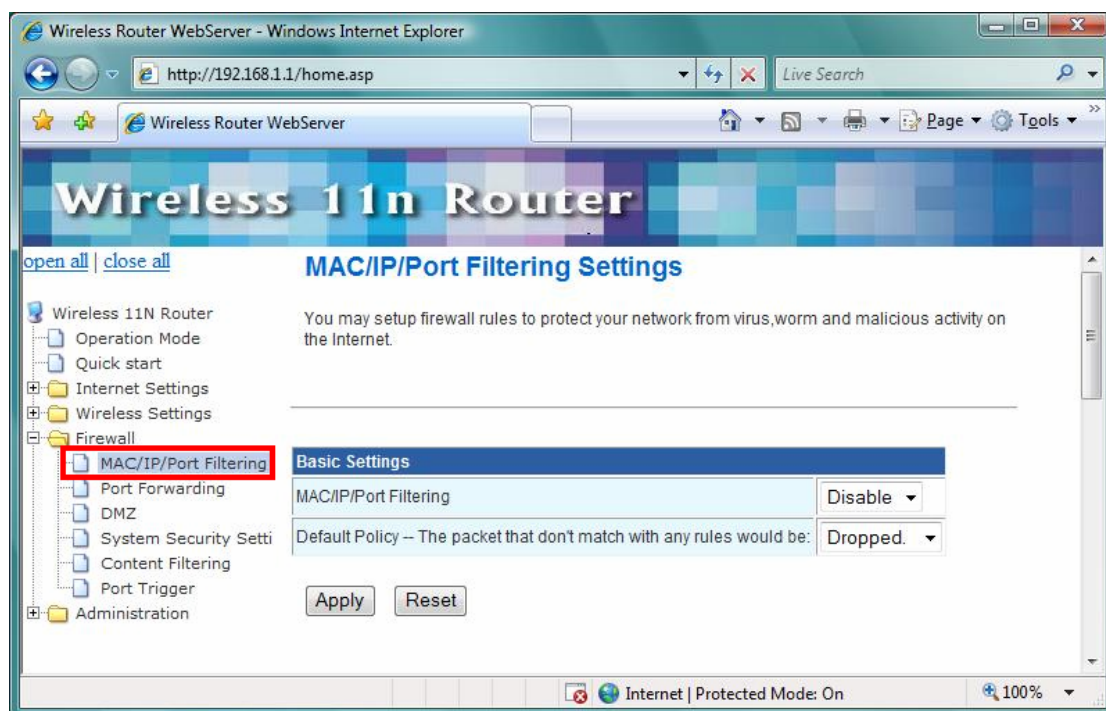 Wireless Router WebServer - Windows Internet Explorer
http://192.168.1.1/home.asp
Live Search
Wireless Router WebServer
Page
Tools
Wireless 11n Router
open all | close all
Wireless 11N Router
Operation Mode
Quick start
Internet Settings
Wireless Settings
Firewall
MAC/IP/Port Filtering
Port Forwarding
DMZ
System Security Setti
Content Filtering
Port Trigger
Administration
MAC/IP/Port Filtering Settings
You may setup firewall rules to protect your network from virus,worm and malicious activity on
the Internet.
Basic Settings
MAC/IP/Port Filtering
Disable
Default Policy -- The packet that don't match with any rules would be:
Dropped.
Apply
Reset
Internet | Protected Mode: On
100%